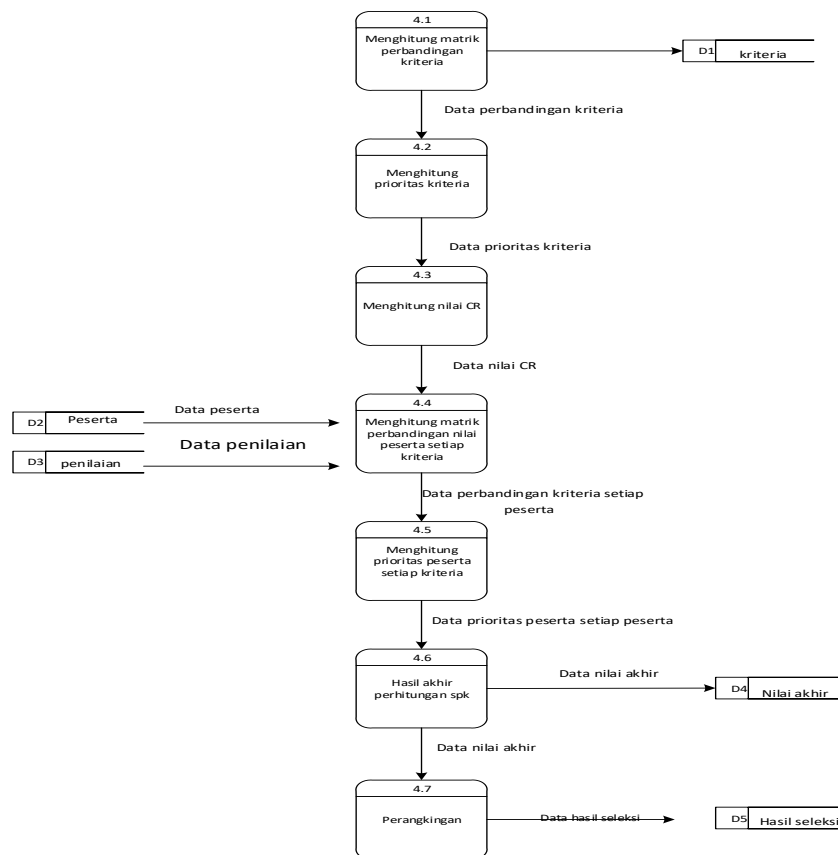 4.1
Menghitung matrik
perbandingan
kriteria
D1 kriteria
Data perbandingan kriteria
4.2
Menghitung
prioritas kriteria
Data prioritas kriteria
4.3
Menghitung nilai CR
Data nilai CR
D2 Peserta
Data peserta
D3 penilaian
Data penilaian
4.4
Menghitung matrik
perbandingan nilai
peserta setiap
kriteria
Data perbandingan kriteria setiap
peserta
4.5
Menghitung
prioritas peserta
setiap kriteria
Data prioritas peserta setiap peserta
4.6
Hasil akhir
perhitungan spk
Data nilai akhir
D4 Nilai akhir
Data nilai akhir
4.7
Perangkingan
Data hasil seleksi
D5 Hasil seleksi